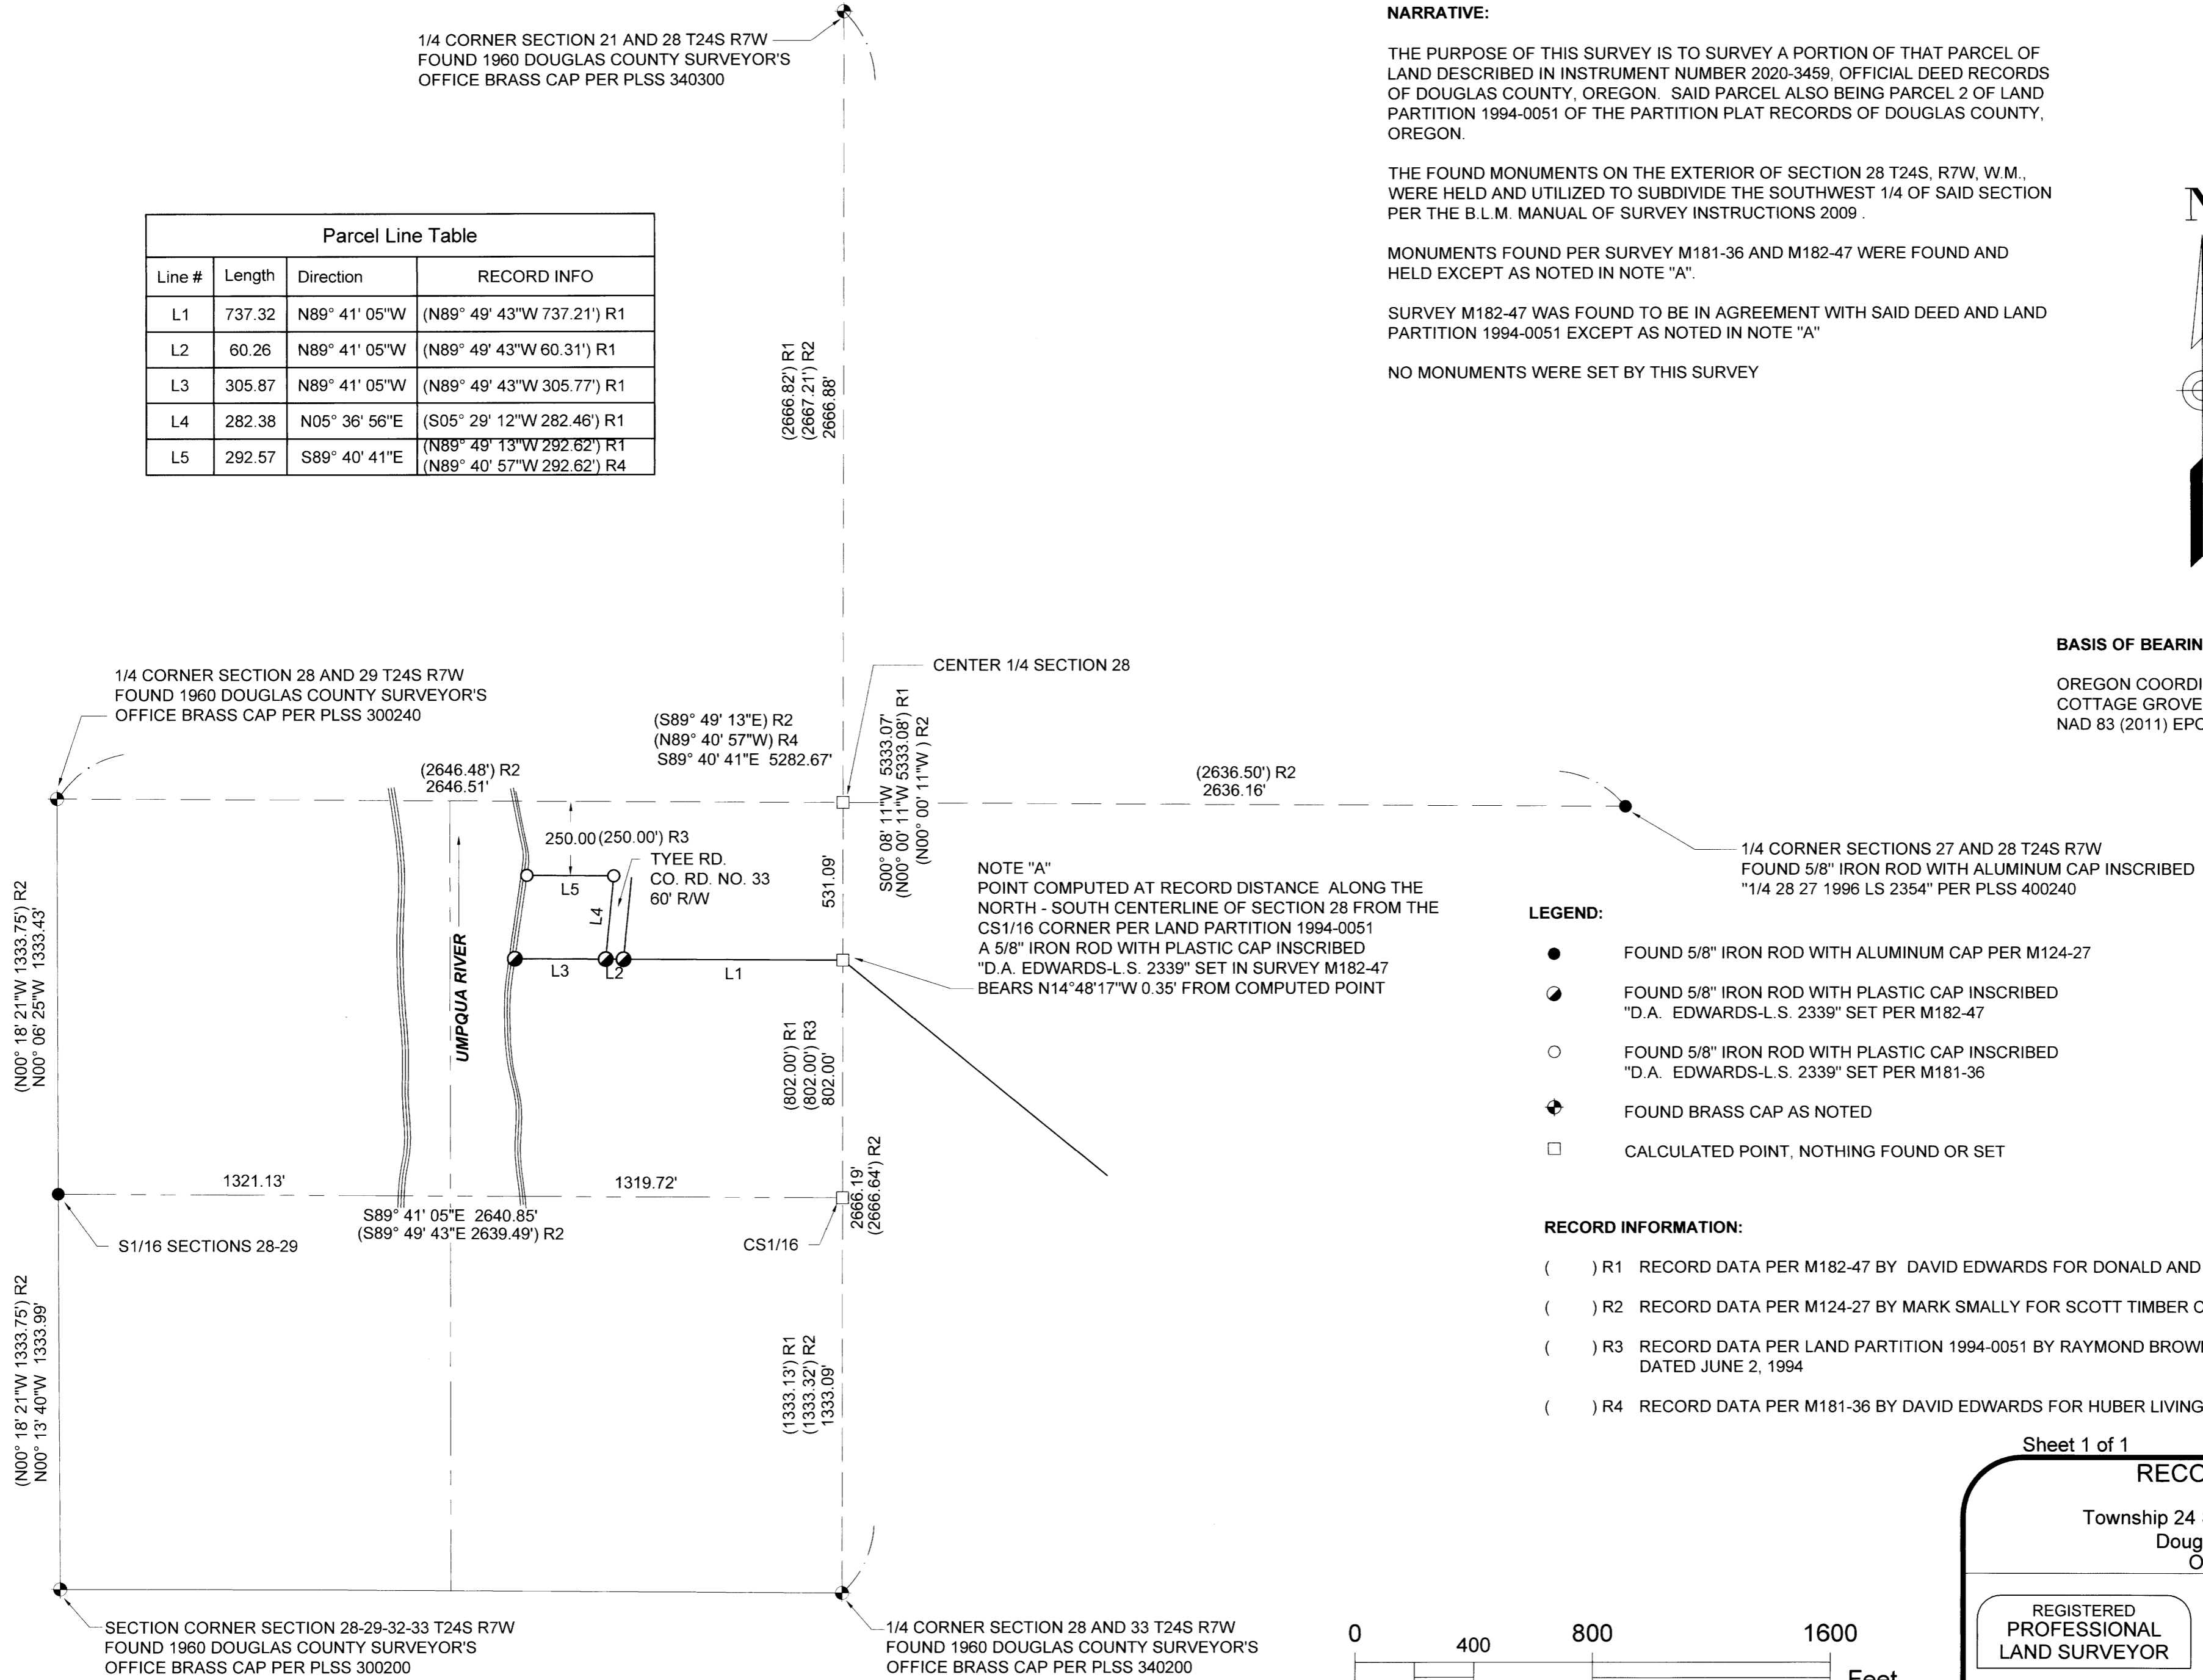 1/4 CORNER SECTION 21 AND 28 T24S R7W
FOUND 1960 DOUGLAS COUNTY SURVEYOR'S
OFFICE BRASS CAP PER PLSS 340300
NARRATIVE:
THE PURPOSE OF THIS SURVEY IS TO SURVEY A PORTION OF THAT PARCEL OF
LAND DESCRIBED IN INSTRUMENT NUMBER 2020-3459, OFFICIAL DEED RECORDS
OF DOUGLAS COUNTY, OREGON. SAID PARCEL ALSO BEING PARCEL 2 OF LAND
PARTITION 1994-0051 OF THE PARTITION PLAT RECORDS OF DOUGLAS COUNTY,
OREGON.
THE FOUND MONUMENTS ON THE EXTERIOR OF SECTION 28 T24S, R7W, W.M.,
WERE HELD AND UTILIZED TO SUBDIVIDE THE SOUTHWEST 1/4 OF SAID SECTION
PER THE B.L.M. MANUAL OF SURVEY INSTRUCTIONS 2009 .
MONUMENTS FOUND PER SURVEY M181-36 AND M182-47 WERE FOUND AND
HELD EXCEPT AS NOTED IN NOTE "A".
SURVEY M182-47 WAS FOUND TO BE IN AGREEMENT WITH SAID DEED AND LAND
PARTITION 1994-0051 EXCEPT AS NOTED IN NOTE "A"
NO MONUMENTS WERE SET BY THIS SURVEY
Parcel Line Table
Line # Length Direction RECORD INFO
L1 737.32 N89° 41' 05"W (N89° 49' 43"W 737.21') R1
L2 60.26 N89° 41' 05"W (N89° 49' 43"W 60.31') R1
L3 305.87 N89° 41' 05"W (N89° 49' 43"W 305.77') R1
L4 282.38 N05° 36' 56"E (S05° 29' 12"W 282.46') R1
L5 292.57 S89° 40' 41"E (N89° 49' 13"W 292.62') R1
(N89° 40' 57"W 292.62') R4
(2666.82') R1
(2667.21') R2
2666.88'
BASIS OF BEARIN
OREGON COORDI
COTTAGE GROVE
NAD 83 (2011) EPO
1/4 CORNER SECTION 28 AND 29 T24S R7W
FOUND 1960 DOUGLAS COUNTY SURVEYOR'S
OFFICE BRASS CAP PER PLSS 300240
CENTER 1/4 SECTION 28
(S89° 49' 13"E) R2
(N89° 40' 57"W) R4
S89° 40' 41"E 5282.67'
(2646.48') R2
2646.51'
S00° 08' 11"W 5333.07'
(N00° 00' 11"W 5333.08') R1
(N00° 00' 11"W ) R2
(2636.50') R2
2636.16'
250.00 (250.00') R3
TYEE RD.
CO. RD. NO. 33
60' R/W
531.09'
L5
L4
L3
L2
L1
UMPQUA RIVER
NOTE "A"
POINT COMPUTED AT RECORD DISTANCE ALONG THE
NORTH - SOUTH CENTERLINE OF SECTION 28 FROM THE
CS1/16 CORNER PER LAND PARTITION 1994-0051
A 5/8" IRON ROD WITH PLASTIC CAP INSCRIBED
"D.A. EDWARDS-L.S. 2339" SET IN SURVEY M182-47
BEARS N14°48'17"W 0.35' FROM COMPUTED POINT
1/4 CORNER SECTIONS 27 AND 28 T24S R7W
FOUND 5/8" IRON ROD WITH ALUMINUM CAP INSCRIBED
"1/4 28 27 1996 LS 2354" PER PLSS 400240
LEGEND:
FOUND 5/8" IRON ROD WITH ALUMINUM CAP PER M124-27
FOUND 5/8" IRON ROD WITH PLASTIC CAP INSCRIBED
"D.A. EDWARDS-L.S. 2339" SET PER M182-47
FOUND 5/8" IRON ROD WITH PLASTIC CAP INSCRIBED
"D.A. EDWARDS-L.S. 2339" SET PER M181-36
FOUND BRASS CAP AS NOTED
CALCULATED POINT, NOTHING FOUND OR SET
(N00° 18' 21"W 1333.75') R2
N00° 06' 25"W 1333.43'
(802.00') R1
(802.00') R3
802.00'
1321.13'
1319.72'
S89° 41' 05"E 2640.85'
(S89° 49' 43"E 2639.49') R2
S1/16 SECTIONS 28-29
CS1/16
2666.19'
(2666.64') R2
(N00° 18' 21"W 1333.75') R2
N00° 13' 40"W 1333.99'
(1333.13') R1
(1333.32') R2
1333.09'
RECORD INFORMATION:
( ) R1 RECORD DATA PER M182-47 BY DAVID EDWARDS FOR DONALD AND
( ) R2 RECORD DATA PER M124-27 BY MARK SMALLY FOR SCOTT TIMBER C
( ) R3 RECORD DATA PER LAND PARTITION 1994-0051 BY RAYMOND BROW
DATED JUNE 2, 1994
( ) R4 RECORD DATA PER M181-36 BY DAVID EDWARDS FOR HUBER LIVING
SECTION CORNER SECTION 28-29-32-33 T24S R7W
FOUND 1960 DOUGLAS COUNTY SURVEYOR'S
OFFICE BRASS CAP PER PLSS 300200
1/4 CORNER SECTION 28 AND 33 T24S R7W
FOUND 1960 DOUGLAS COUNTY SURVEYOR'S
OFFICE BRASS CAP PER PLSS 340200
0 400 800 1600
Feet
Sheet 1 of 1
RECO
Township 24
Doug
O
REGISTERED
PROFESSIONAL
LAND SURVEYOR